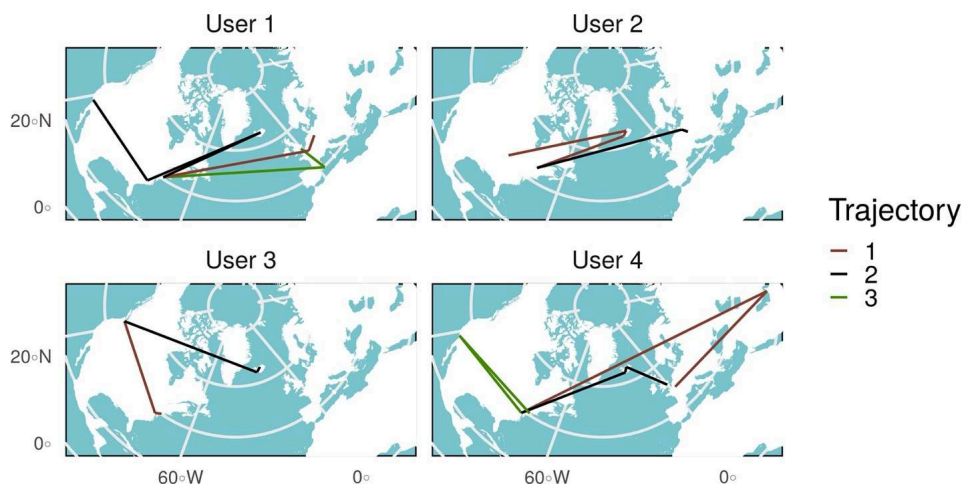 User 1
User 2
20°N
0°
Trajectory
1
2
3
User 3
User 4
20°N
0°
60°W
0°
60°W
0°